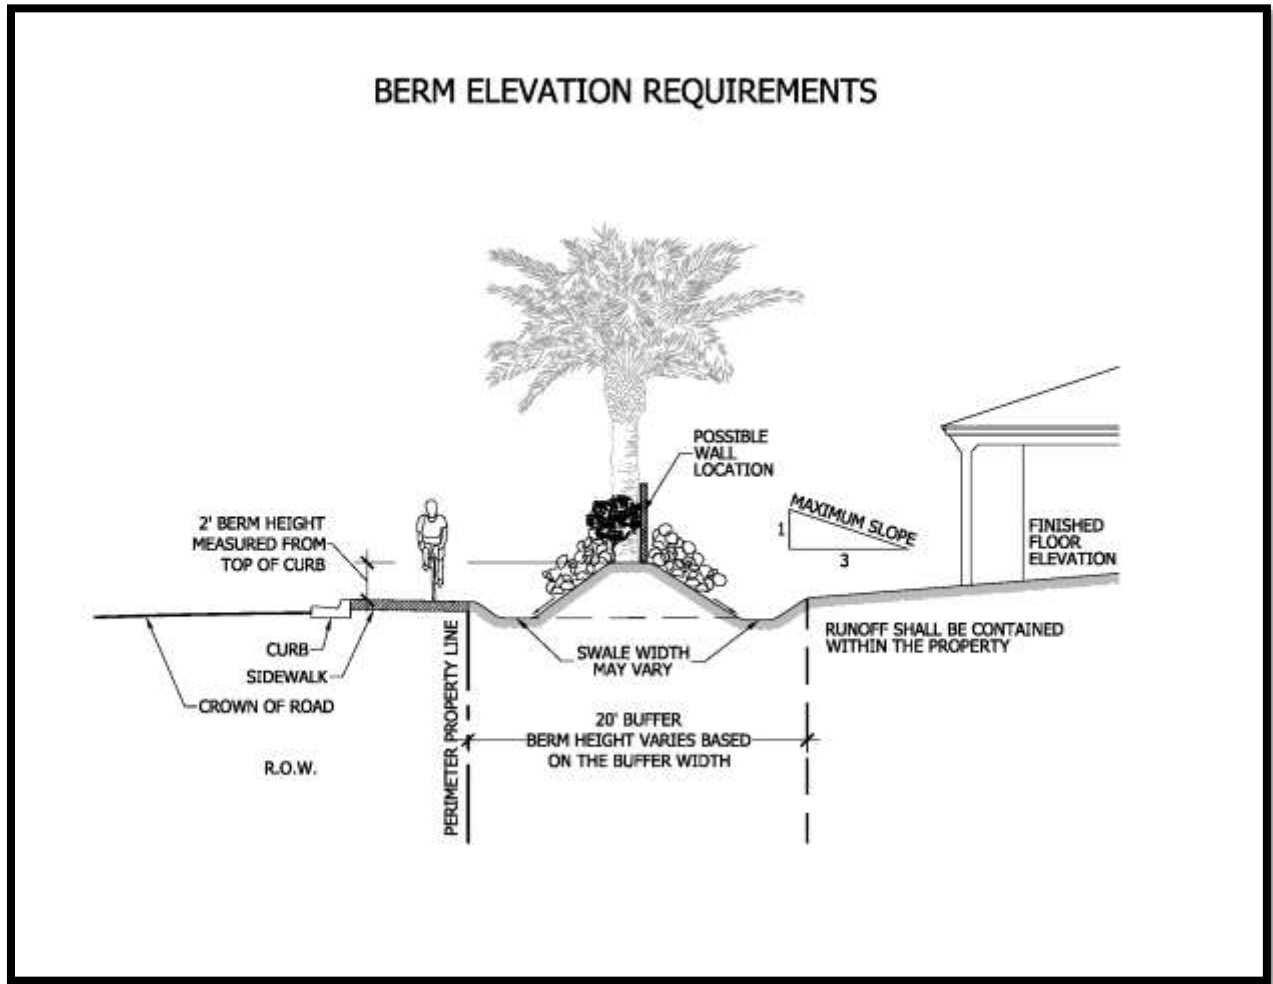 BERM ELEVATION REQUIREMENTS
POSSIBLE
WALL
LOCATION
2' BERM HEIGHT
MEASURED FROM
TOP OF CURB
MAXIMUM SLOPE
1
3
FINISHED
FLOOR
ELEVATION
CURB
SIDEWALK
CROWN OF ROAD
R.O.W.
PERIMETER PROPERTY LINE
SWALE WIDTH
MAY VARY
RUNOFF SHALL BE CONTAINED
WITHIN THE PROPERTY
20' BUFFER
BERM HEIGHT VARIES BASED
ON THE BUFFER WIDTH